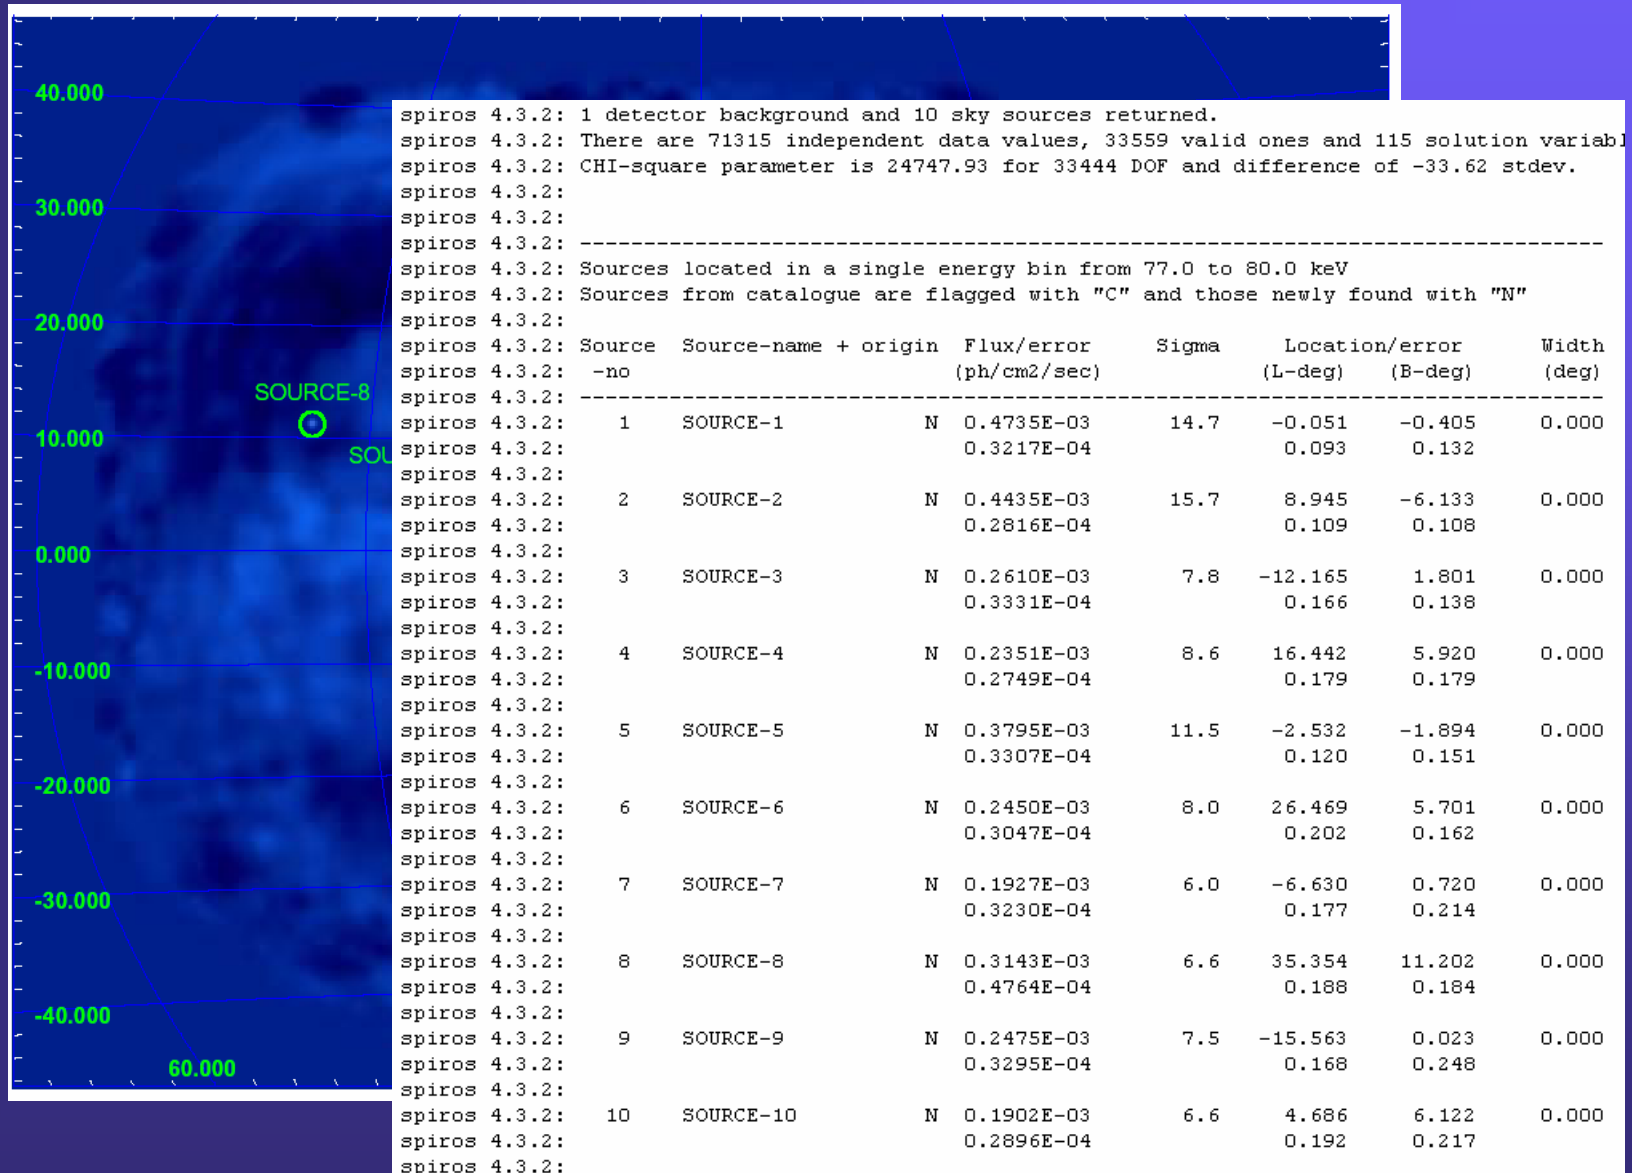 40.000
30.000
20.000
SOURCE-8
10.000
0.000
-10.000
-20.000
-30.000
-40.000
60.000
spiros 4.3.2: 1 detector background and 10 sky sources returned.
spiros 4.3.2: There are 71315 independent data values, 33559 valid ones and 115 solution
spiros 4.3.2: CHI-square parameter is 24747.93 for 33444 DOF and difference of -33.62 stdev.
spiros 4.3.2:
spiros 4.3.2:
spiros 4.3.2: --------------------------------------------------------------------------------
spiros 4.3.2: Sources located in a single energy bin from 77.0 to 80.0 keV
spiros 4.3.2: Sources from catalogue are flagged with "C" and those newly found with "N"
spiros 4.3.2:
spiros 4.3.2: Source Source-name + origin Flux/error Sigma Location/error Width
spiros 4.3.2: -no (ph/cm2/sec) (L-deg) (B-deg) (deg)
spiros 4.3.2: --------------------------------------------------------------------------------
spiros 4.3.2: 1 SOURCE-1 N 0.4735E-03 14.7 -0.051 -0.405 0.000
spiros 4.3.2: 0.3217E-04 0.093 0.132
spiros 4.3.2:
spiros 4.3.2: 2 SOURCE-2 N 0.4435E-03 15.7 8.945 -6.133 0.000
spiros 4.3.2: 0.2816E-04 0.109 0.108
spiros 4.3.2:
spiros 4.3.2: 3 SOURCE-3 N 0.2610E-03 7.8 -12.165 1.801 0.000
spiros 4.3.2: 0.3331E-04 0.166 0.138
spiros 4.3.2:
spiros 4.3.2: 4 SOURCE-4 N 0.2351E-03 8.6 16.442 5.920 0.000
spiros 4.3.2: 0.2749E-04 0.179 0.179
spiros 4.3.2:
spiros 4.3.2: 5 SOURCE-5 N 0.3795E-03 11.5 -2.532 -1.894 0.000
spiros 4.3.2: 0.3307E-04 0.120 0.151
spiros 4.3.2:
spiros 4.3.2: 6 SOURCE-6 N 0.2450E-03 8.0 26.469 5.701 0.000
spiros 4.3.2: 0.3047E-04 0.202 0.162
spiros 4.3.2:
spiros 4.3.2: 7 SOURCE-7 N 0.1927E-03 6.0 -6.630 0.720 0.000
spiros 4.3.2: 0.3230E-04 0.177 0.214
spiros 4.3.2:
spiros 4.3.2: 8 SOURCE-8 N 0.3143E-03 6.6 35.354 11.202 0.000
spiros 4.3.2: 0.4764E-04 0.188 0.184
spiros 4.3.2:
spiros 4.3.2: 9 SOURCE-9 N 0.2475E-03 7.5 -15.563 0.023 0.000
spiros 4.3.2: 0.3295E-04 0.168 0.248
spiros 4.3.2:
spiros 4.3.2: 10 SOURCE-10 N 0.1902E-03 6.6 4.686 6.122 0.000
spiros 4.3.2: 0.2896E-04 0.192 0.217
spiros 4.3.2: